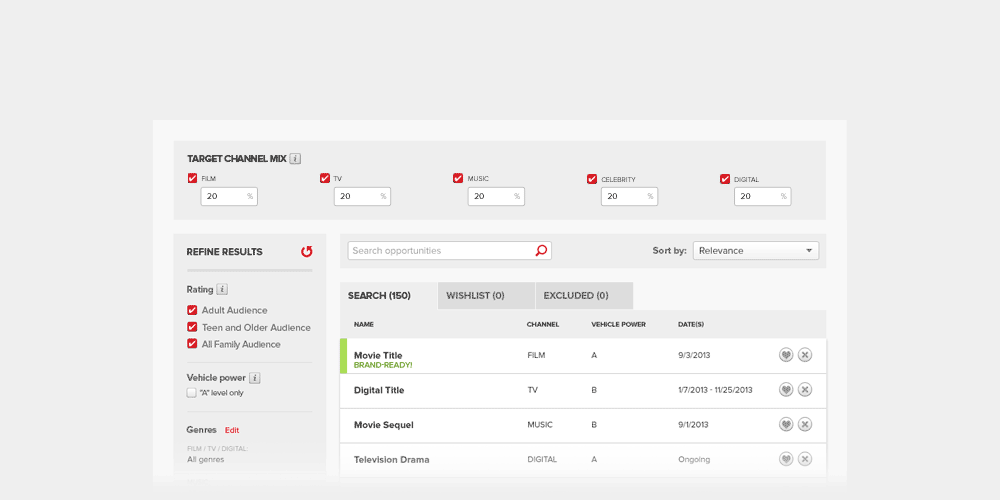 TARGET CHANNEL MIX i
FILM TV MUSIC CELEBRITY DIGITAL
20 % 20 % 20 % 20 % 20 %
REFINE RESULTS
Rating i
Adult Audience
Teen and Older Audience
All Family Audience
Vehicle power i
"A" level only
Genres Edit
FILM / TV / DIGITAL:
All genres
Search opportunities
Sort by: Relevance
SEARCH (150) WISHLIST (0) EXCLUDED (0)
NAME CHANNEL VEHICLE POWER DATE(S)
Movie Title FILM A 9/3/2013
BRAND-READY!
Digital Title TV B 1/7/2013 - 11/25/2013
Movie Sequel MUSIC B 9/1/2013
Television Drama DIGITAL A Ongoing